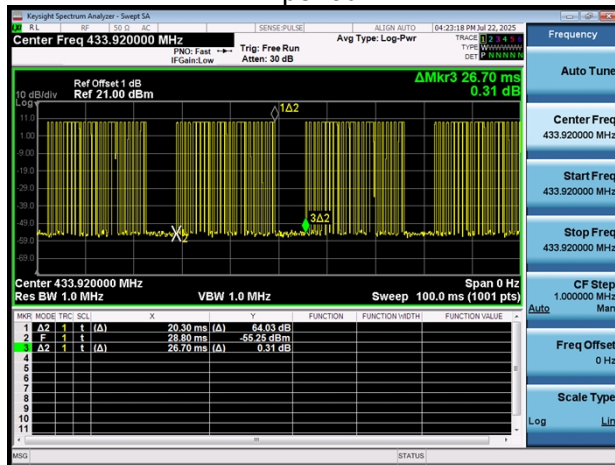 Keysight Spectrum Analyzer - Swept SA
RL RF 50 Ω AC SENSE:PULSE ALIGN AUTO 04:23:18 PM Jul 22, 2025
Center Freq 433.920000 MHz
PNO: Fast
IFGain:Low
Trig: Free Run
Atten: 30 dB
Avg Type: Log-Pwr
TRACE 1 2 3 4 5 6
TYPE WWWWWW
DET P NNNNN
Ref Offset 1 dB
10 dB/div Ref 21.00 dBm
Log
ΔMkr3 26.70 ms
0.31 dB
11.0
1.00
-9.00
-19.0
-29.0
-39.0
-49.0
-59.0
-69.0
1Δ2
2
3Δ2
Center 433.920000 MHz Span 0 Hz
Res BW 1.0 MHz VBW 1.0 MHz Sweep 100.0 ms (1001 pts)
MKR MODE TRC SCL X Y FUNCTION FUNCTION WIDTH FUNCTION VALUE
1 Δ2 1 t (Δ) 20.30 ms (Δ) 64.03 dB
2 F 1 t 28.80 ms -55.25 dBm
3 Δ2 1 t (Δ) 26.70 ms (Δ) 0.31 dB
4
5
6
7
8
9
10
11
MSG STATUS
Frequency
Auto Tune
Center Freq
433.920000 MHz
Start Freq
433.920000 MHz
Stop Freq
433.920000 MHz
CF Step
1.000000 MHz
Auto Man
Freq Offset
0 Hz
Scale Type
Log Lin